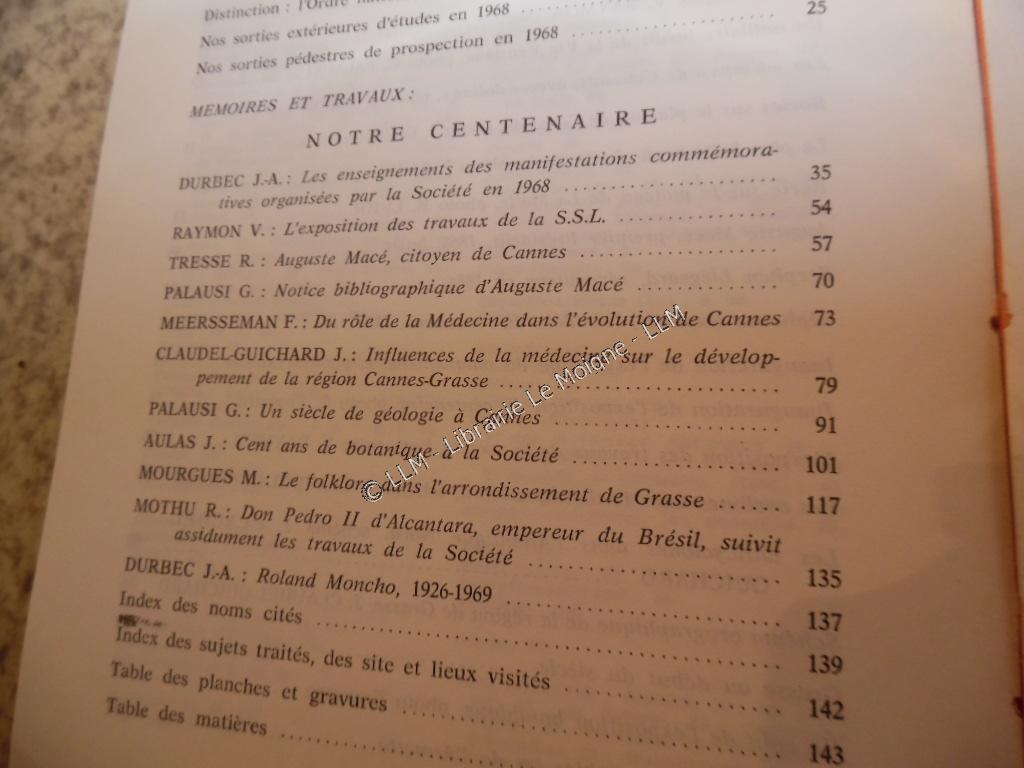 Distinction : l'Ordre
Nos sorties extérieures d'études en 1968 ....................
Nos sorties pédestres de prospection en 1968 .................... 25
MEMOIRES ET TRAVAUX :
NOTRE CENTENAIRE
DURBEC J.-A. : Les enseignements des manifestations commémora-
tives organisées par la Société en 1968 .................... 35
RAYMON V. : L'exposition des travaux de la S.S.L. .................... 54
TRESSE R. : Auguste Macé, citoyen de Cannes .................... 57
PALAUSI G. : Notice bibliographique d'Auguste Macé .................... 70
MEERSSEMAN F. : Du rôle de la Médecine dans l'évolution de Cannes 73
CLAUDEL-GUICHARD J. : Influences de la médecine sur le dévelop-
pement de la région Cannes-Grasse .................... 79
PALAUSI G. : Un siècle de géologie à Cannes .................... 91
AULAS J. : Cent ans de botanique à la Société .................... 101
MOURGUES M. : Le folklore dans l'arrondissement de Grasse ...... 117
MOTHU R. : Don Pedro II d'Alcantara, empereur du Brésil, suivit
assidument les travaux de la Société .................... 135
DURBEC J.-A. : Roland Moncho, 1926-1969 .................... 137
Index des noms cités .................... 139
Index des sujets traités, des site et lieux visités .................... 142
Table des planches et gravures .................... 143
Table des matières ....................
© LLM - Librairie Le Moigne - LLM